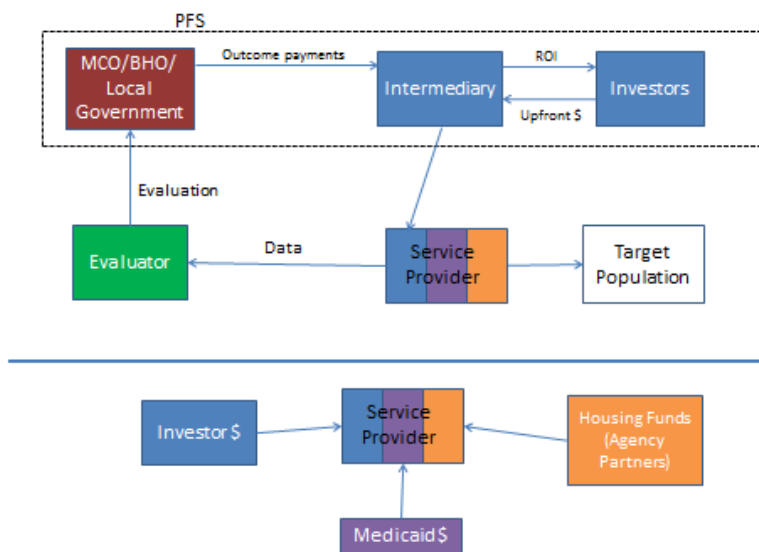 PFS
MCO/BHO/
Local
Government
Outcome payments
Intermediary
ROI
Upfront $
Investors
Evaluation
Evaluator
Data
Service
Provider
Target
Population
Investor $
Service
Provider
Housing Funds
(Agency
Partners)
Medicaid $